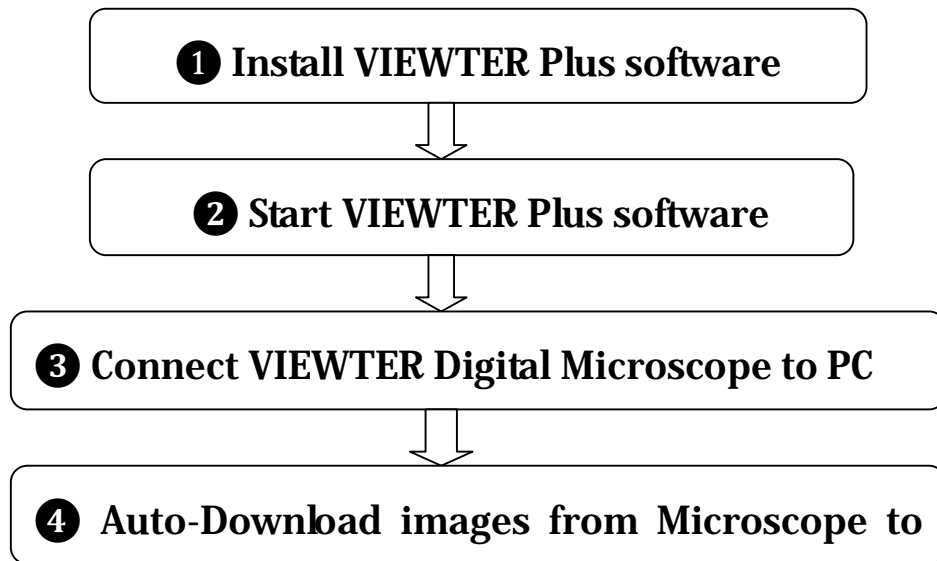 ❶ Install VIEWTER Plus software
❷ Start VIEWTER Plus software
❸ Connect VIEWTER Digital Microscope to PC
❹ Auto-Download images from Microscope to